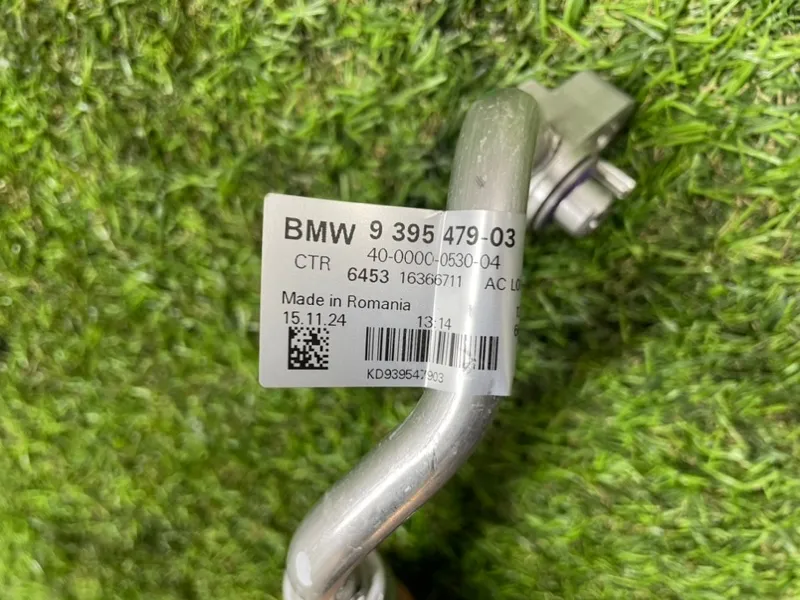 BMW 9 395 479-03
40-0000-0530-04
CTR 6453 16366711 AC
Made in Romania
15.11.24 13:14
KD939547903